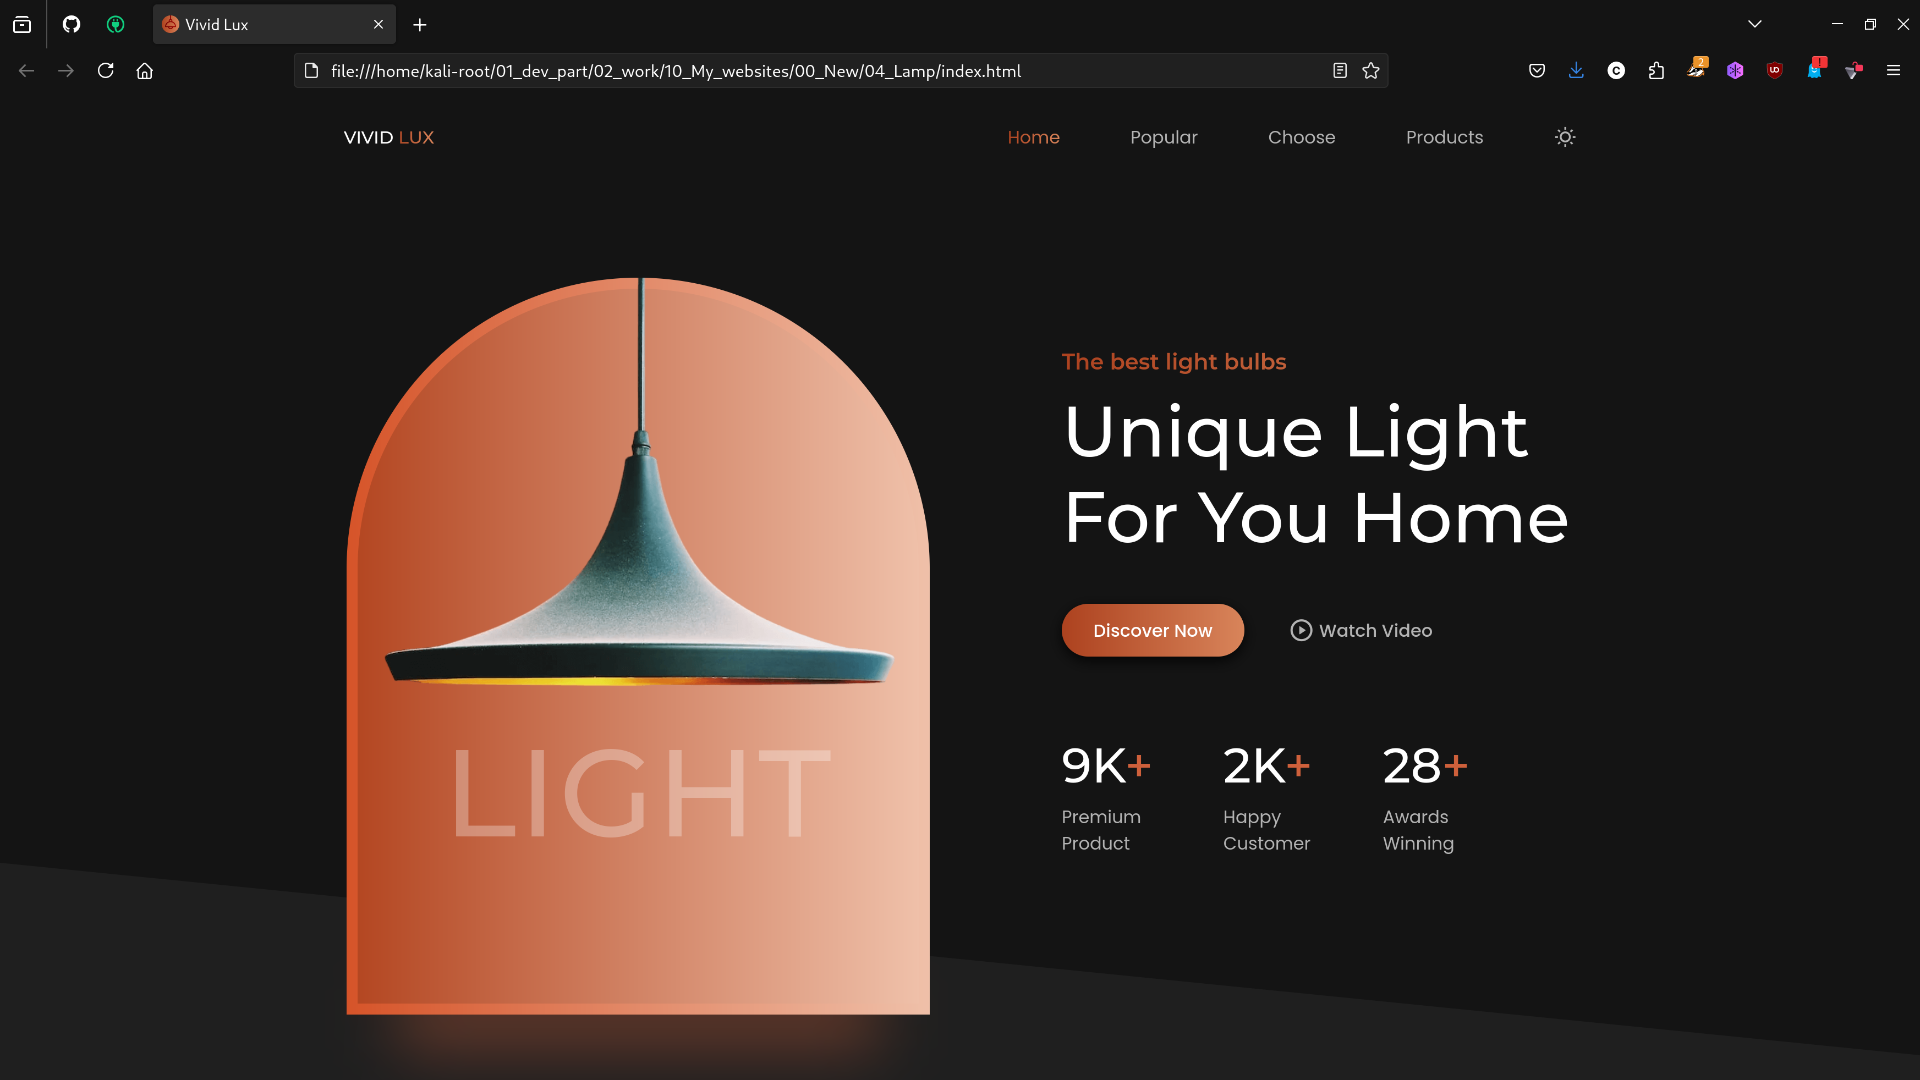 Vivid Lux
file:///home/kali-root/01_dev_part/02_work/10_My_websites/00_New/04_Lamp/index.html
C
2
UD
VIVID LUX
Home
Popular
Choose
Products
The best light bulbs
Unique Light
For You Home
Discover Now
Watch Video
LIGHT
9K+
2K+
28+
Premium
Product
Happy
Customer
Awards
Winning